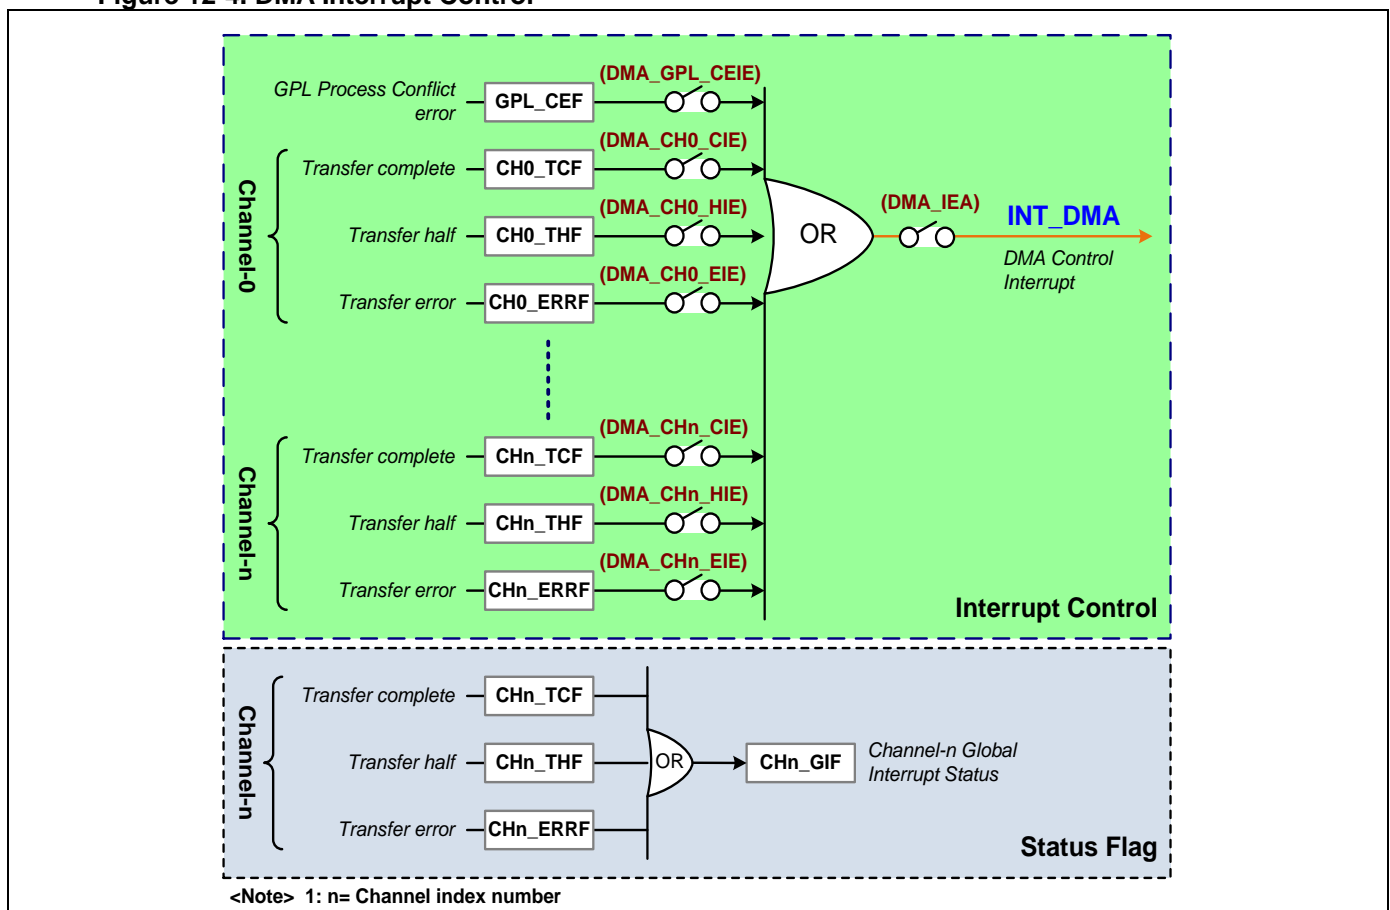 Figure 12-4. DMA Interrupt Control
GPL Process Conflict
error
GPL_CEF
(DMA_GPL_CEIE)
Channel-0
Transfer complete
CH0_TCF
(DMA_CH0_CIE)
Transfer half
CH0_THF
(DMA_CH0_HIE)
Transfer error
CH0_ERRF
(DMA_CH0_EIE)
OR
(DMA_IEA)
INT_DMA
DMA Control
Interrupt
Channel-n
Transfer complete
CHn_TCF
(DMA_CHn_CIE)
Transfer half
CHn_THF
(DMA_CHn_HIE)
Transfer error
CHn_ERRF
(DMA_CHn_EIE)
Interrupt Control
Channel-n
Transfer complete
CHn_TCF
Transfer half
CHn_THF
Transfer error
CHn_ERRF
OR
CHn_GIF
Channel-n Global
Interrupt Status
Status Flag
<Note> 1: n= Channel index number